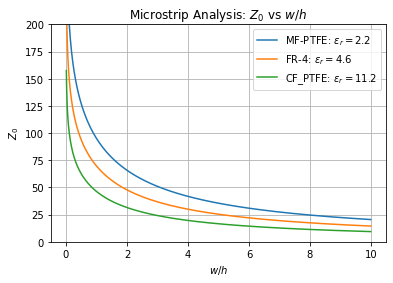 Microstrip Analysis: Z₀ vs w/h
Z₀
200
175
150
125
100
75
50
25
0
MF-PTFE: εᵣ = 2.2
FR-4: εᵣ = 4.6
CF_PTFE: εᵣ = 11.2
0 2 4 6 8 10
w/h